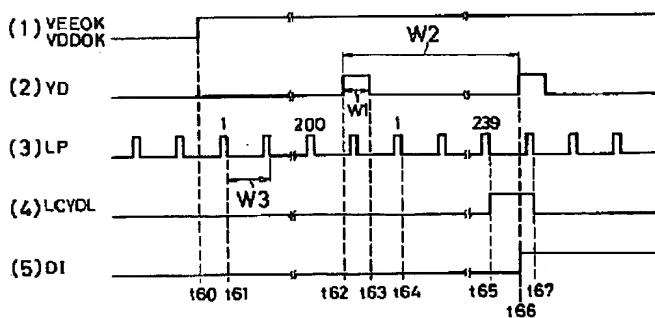 (1) VEEOK
VDDOK
W2
(2) YD
W1
1 200 1 239
(3) LP
W3
(4) LCYDL
(5) DI
t60 t61 t62 t63 t64 t65 t67
t66